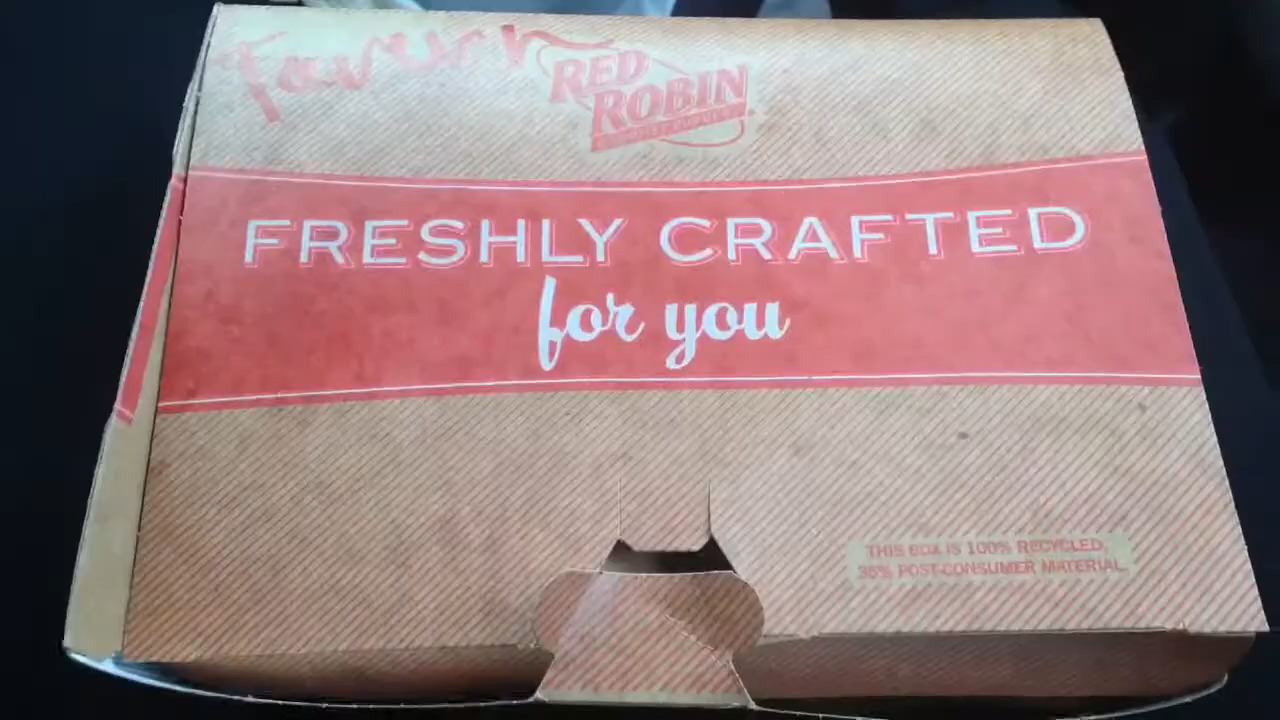 RED
ROBIN
FRESHLY CRAFTED
for you
THIS BOX IS 100% RECYCLED,
35% POST-CONSUMER MATERIAL.